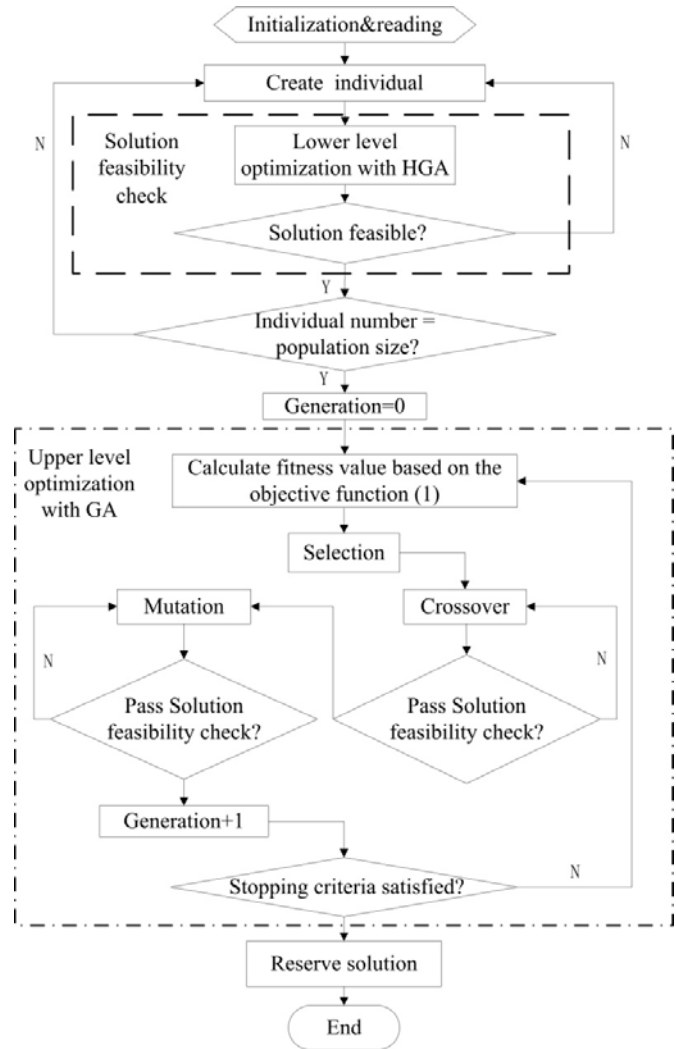 Initialization&reading
Create individual
N
N
Solution
feasibility
check
Lower level
optimization with HGA
Solution feasible?
Y
Individual number =
population size?
Y
Generation=0
Upper level
optimization
with GA
Calculate fitness value based on the
objective function (1)
Selection
Mutation
Crossover
N
N
Pass Solution
feasibility check?
Pass Solution
feasibility check?
Generation+1
Stopping criteria satisfied?
N
Reserve solution
End